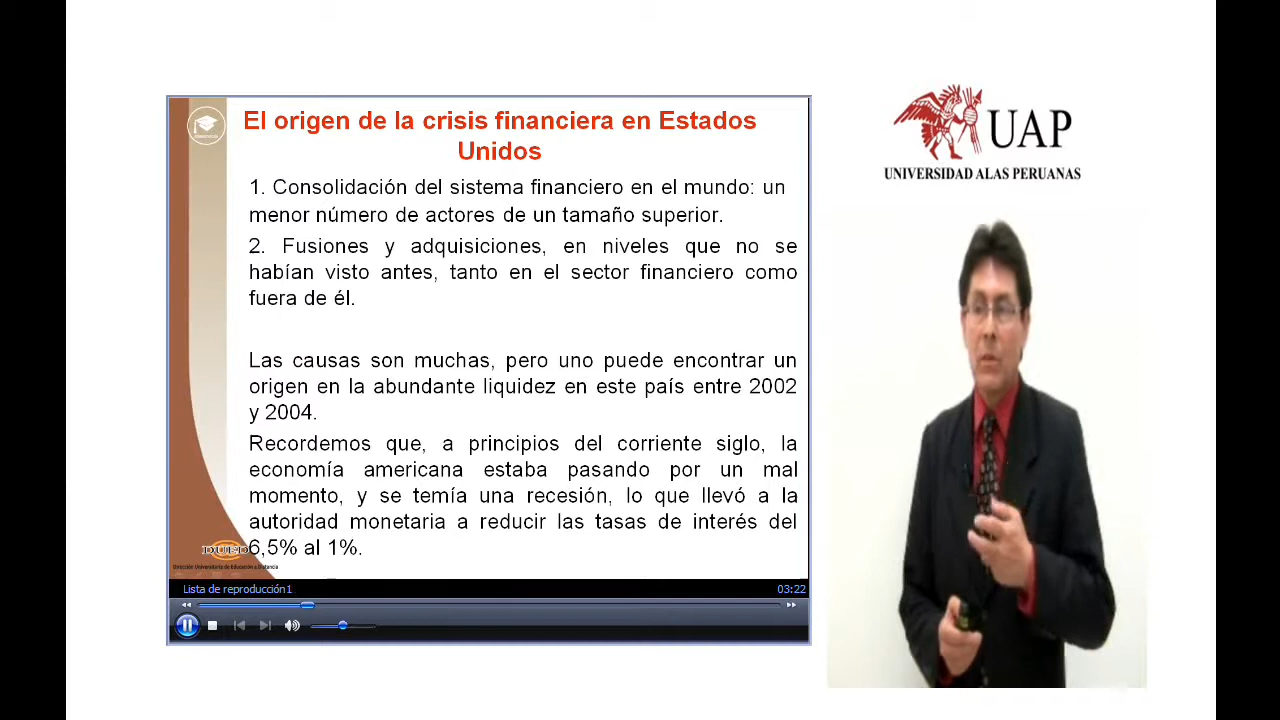 El origen de la crisis financiera en Estados
Unidos
1. Consolidación del sistema financiero en el mundo: un
menor número de actores de un tamaño superior.
2. Fusiones y adquisiciones, en niveles que no se
habían visto antes, tanto en el sector financiero como
fuera de él.
Las causas son muchas, pero uno puede encontrar un
origen en la abundante liquidez en este país entre 2002
y 2004.
Recordemos que, a principios del corriente siglo, la
economía americana estaba pasando por un mal
momento, y se temía una recesión, lo que llevó a la
autoridad monetaria a reducir las tasas de interés del
6,5% al 1%.
DUED
Dirección Universitaria de Educación a Distancia
Lista de reproducción1
03:22
UAP
UNIVERSIDAD ALAS PERUANAS